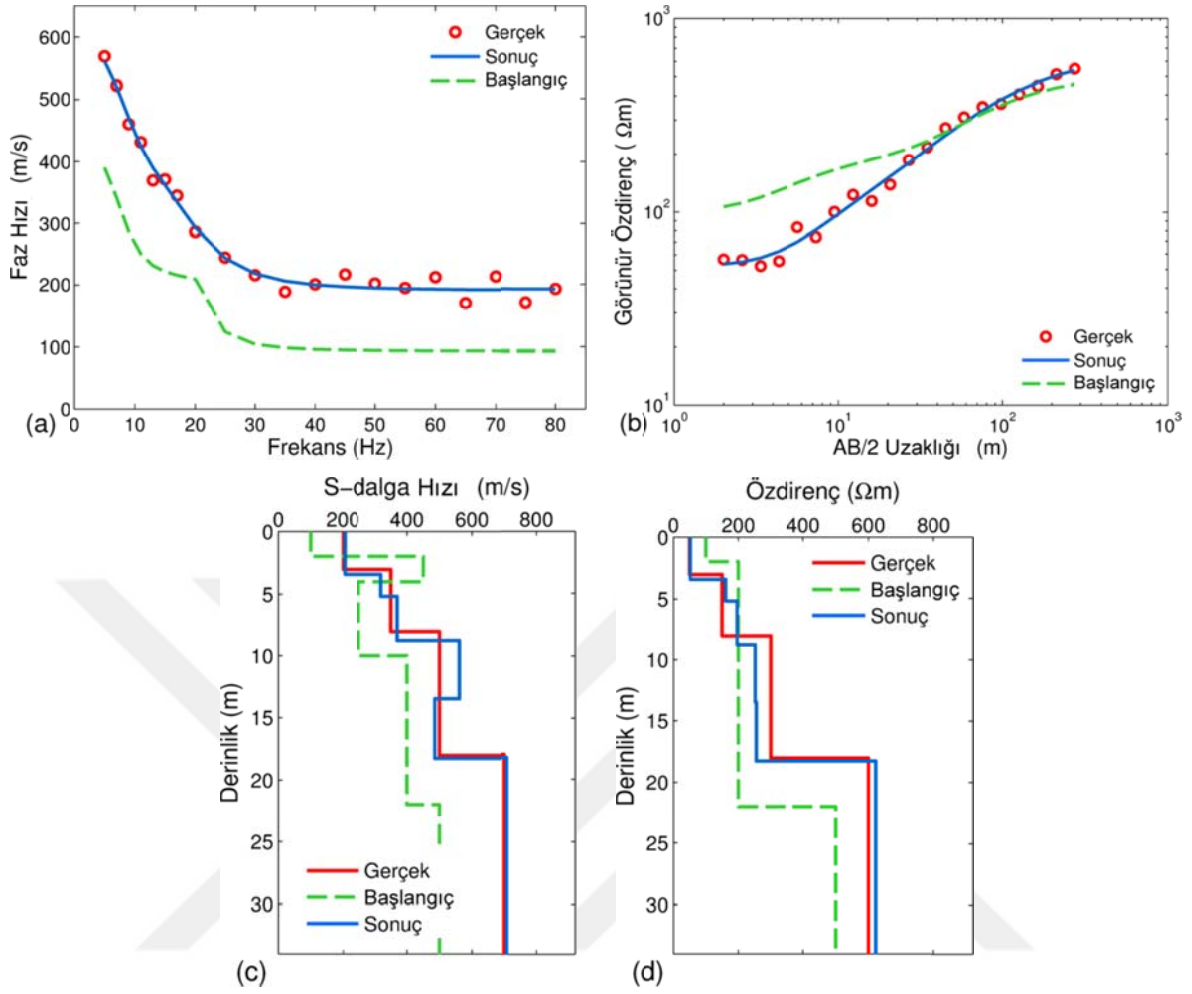 600
500
400
300
200
100
0
Faz Hızı (m/s)
0 10 20 30 40 50 60 70 80
Frekans (Hz)
Gerçek
Sonuç
Başlangıç
(a)
10³
10²
10¹
Görünür Özdirenç ( Ωm)
10⁰ 10¹ 10² 10³
AB/2 Uzaklığı (m)
Gerçek
Sonuç
Başlangıç
(b)
S-dalga Hızı (m/s)
0 200 400 600 800
0
5
10
15
20
25
30
Derinlik (m)
Gerçek
Başlangıç
Sonuç
(c)
Özdirenç (Ωm)
0 200 400 600 800
0
5
10
15
20
25
30
Derinlik (m)
Gerçek
Başlangıç
Sonuç
(d)